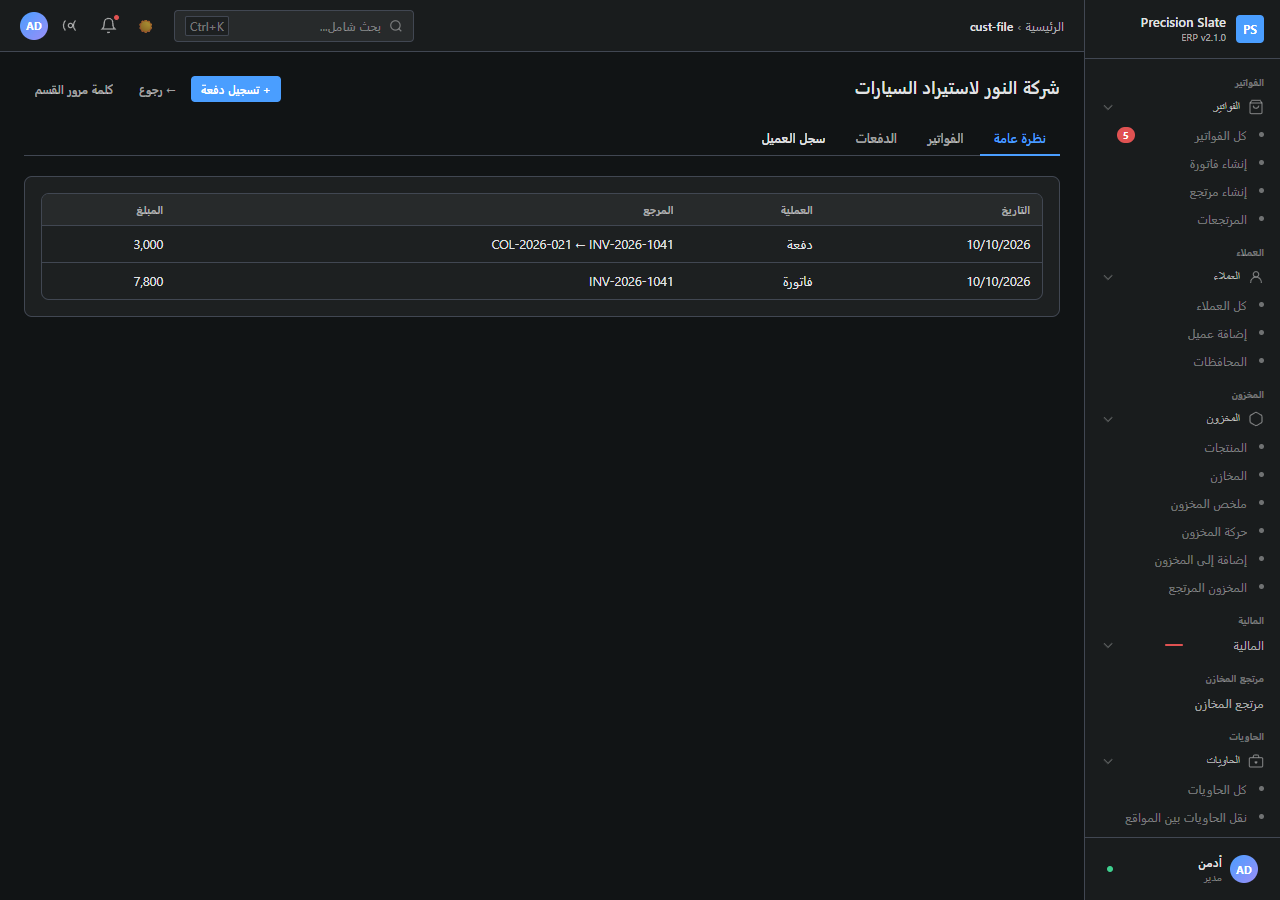 Precision Slate
ERP v2.1.0
PS
الفواتير
الفواتير
كل الفواتير
5
إنشاء فاتورة
إنشاء مرتجع
المرتجعات
العملاء
العملاء
كل العملاء
إضافة عميل
المحافظات
المخزون
المخزون
المنتجات
المخازن
ملخص المخزون
حركة المخزون
إضافة إلى المخزون
المخزون المرتجع
المالية
المالية
مرتجع المخازن
مرتجع المخازن
الحاويات
الحاويات
كل الحاويات
نقل الحاويات بين المواقع
أدمن
مدير
AD
الرئيسية › cust-file
بحث شامل... Ctrl+K
AD
شركة النور لاستيراد السيارات
+ تسجيل دفعة
← رجوع
كلمة مرور القسم
نظرة عامة الفواتير الدفعات سجل العميل
التاريخ العملية المرجع المبلغ
10/10/2026 دفعة COL-2026-021 ← INV-2026-1041 3,000
10/10/2026 فاتورة INV-2026-1041 7,800